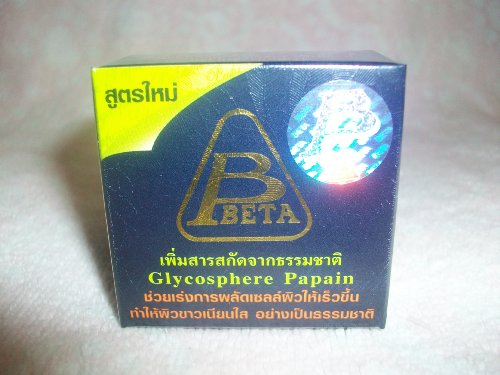 สูตรใหม่
B
B
BETA
เพิ่มสารสกัดจากธรรมชาติ
Glycosphere Papain
ช่วยเร่งการผลัดเซลล์ผิวให้เร็วขึ้น
ทำให้ผิวขาวเนียนใส อย่างเป็นธรรมชาติ